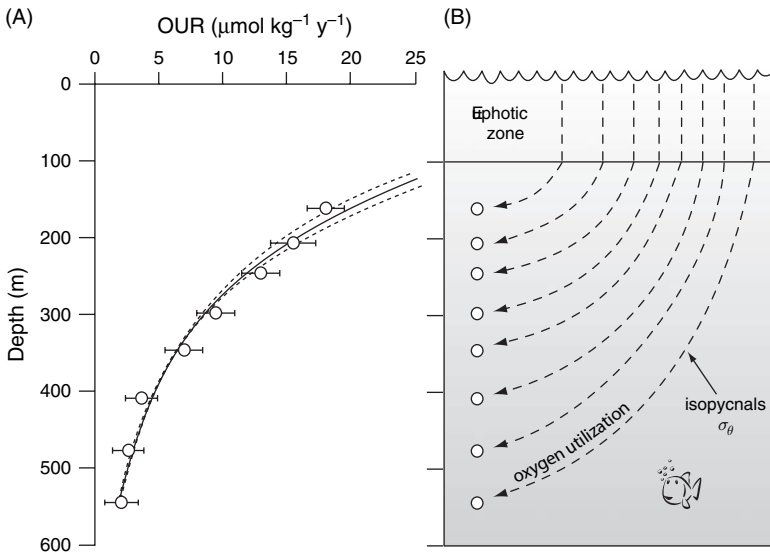 (A)
OUR (μmol kg⁻¹ y⁻¹)
0 5 10 15 20 25
0
100
200
300
400
500
600
Depth (m)
(B)
Euphotic
zone
isopycnals
σθ
oxygen utilization